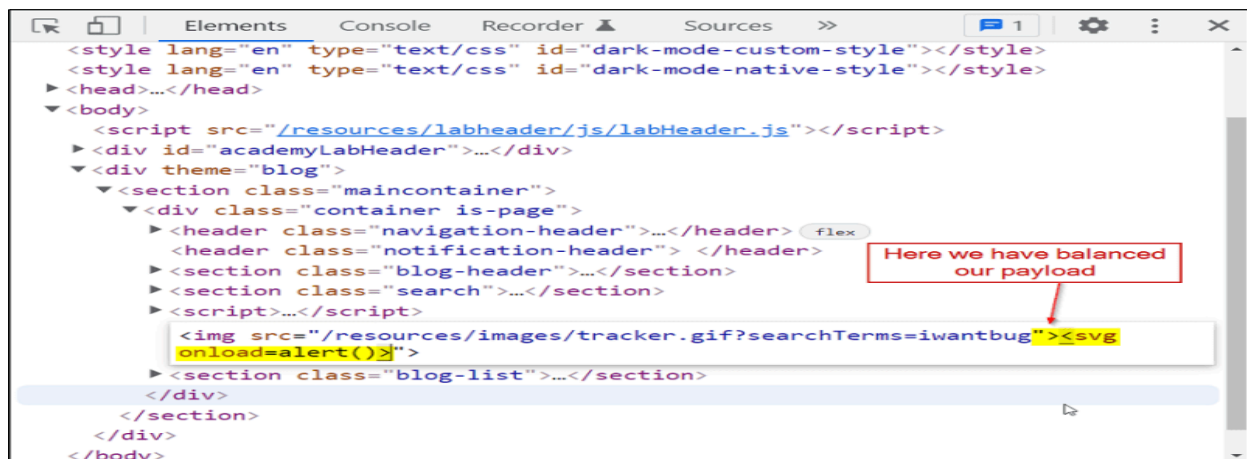 Elements Console Recorder Sources » 1
<style lang="en" type="text/css" id="dark-mode-custom-style"></style>
<style lang="en" type="text/css" id="dark-mode-native-style"></style>
▶<head>…</head>
▼<body>
<script src="/resources/labheader/js/labHeader.js"></script>
▶<div id="academyLabHeader">…</div>
▼<div theme="blog">
▼<section class="maincontainer">
▼<div class="container is-page">
▶<header class="navigation-header">…</header> flex
<header class="notification-header"> </header>
Here we have balanced
our payload
▶<section class="blog-header">…</section>
▶<section class="search">…</section>
▶<script>…</script>
<img src="/resources/images/tracker.gif?searchTerms=iwantbug"><svg
onload=alert()>">
▶<section class="blog-list">…</section>
</div>
</section>
</div>
</body>